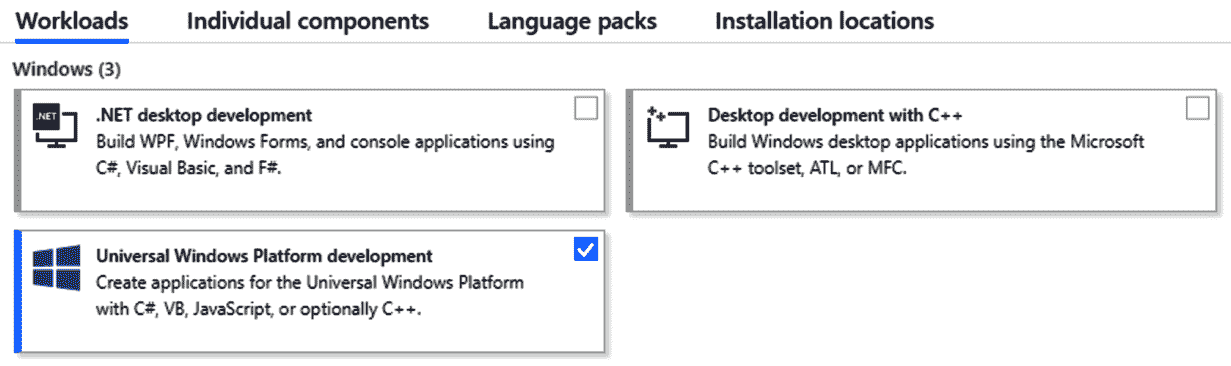 Workloads Individual components Language packs Installation locations
Windows (3)
.NET
.NET desktop development
Build WPF, Windows Forms, and console applications using
C#, Visual Basic, and F#.
Desktop development with C++
Build Windows desktop applications using the Microsoft
C++ toolset, ATL, or MFC.
Universal Windows Platform development
Create applications for the Universal Windows Platform
with C#, VB, JavaScript, or optionally C++.